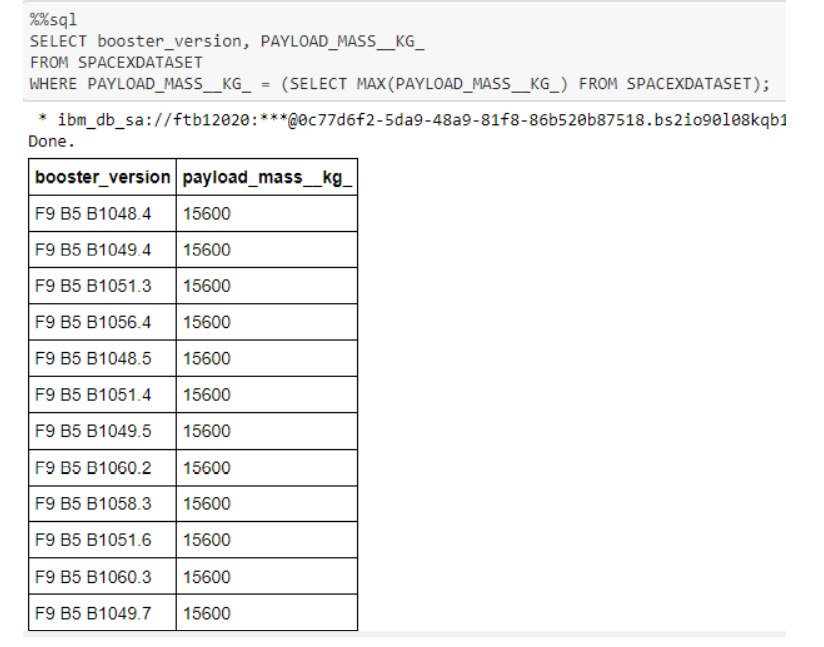 %%sql
SELECT booster_version, PAYLOAD_MASS__KG_
FROM SPACEXDATASET
WHERE PAYLOAD_MASS__KG_ = (SELECT MAX(PAYLOAD_MASS__KG_) FROM SPACEXDATASET);
* ibm_db_sa://ftb12020:***@0c77d6f2-5da9-48a9-81f8-86b520b87518.bs2io90l08kqb1
Done.
booster_version payload_mass__kg_
F9 B5 B1048.4 15600
F9 B5 B1049.4 15600
F9 B5 B1051.3 15600
F9 B5 B1056.4 15600
F9 B5 B1048.5 15600
F9 B5 B1051.4 15600
F9 B5 B1049.5 15600
F9 B5 B1060.2 15600
F9 B5 B1058.3 15600
F9 B5 B1051.6 15600
F9 B5 B1060.3 15600
F9 B5 B1049.7 15600